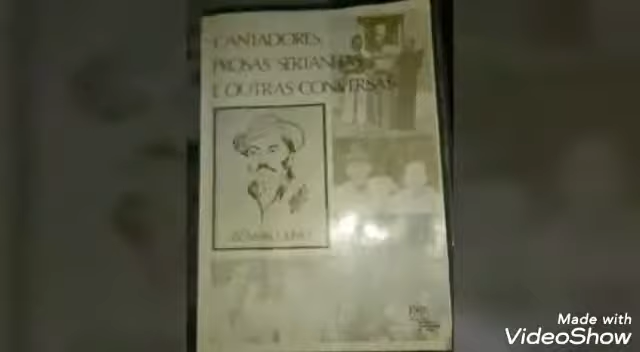 CANTADORES,
PROSAS SERTANEJAS
E OUTRAS CONVERSAS
Made with
VideoShow